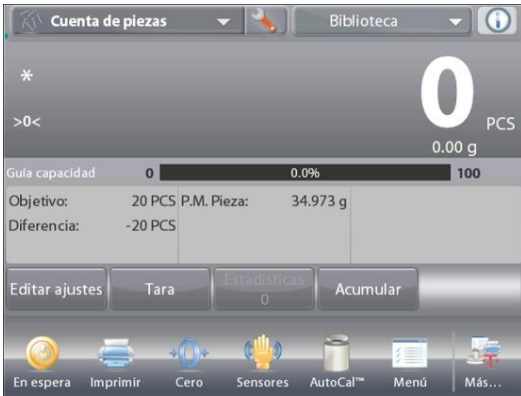 Cuenta de piezas Biblioteca
*
0
>0< PCS
0.00 g
Guía capacidad 0 0.0% 100
Objetivo: 20 PCS P.M. Pieza: 34.973 g
Diferencia: -20 PCS
Editar ajustes Tara Estadísticas Acumular
0
En espera Imprimir Cero Sensores AutoCal™ Menú Más...